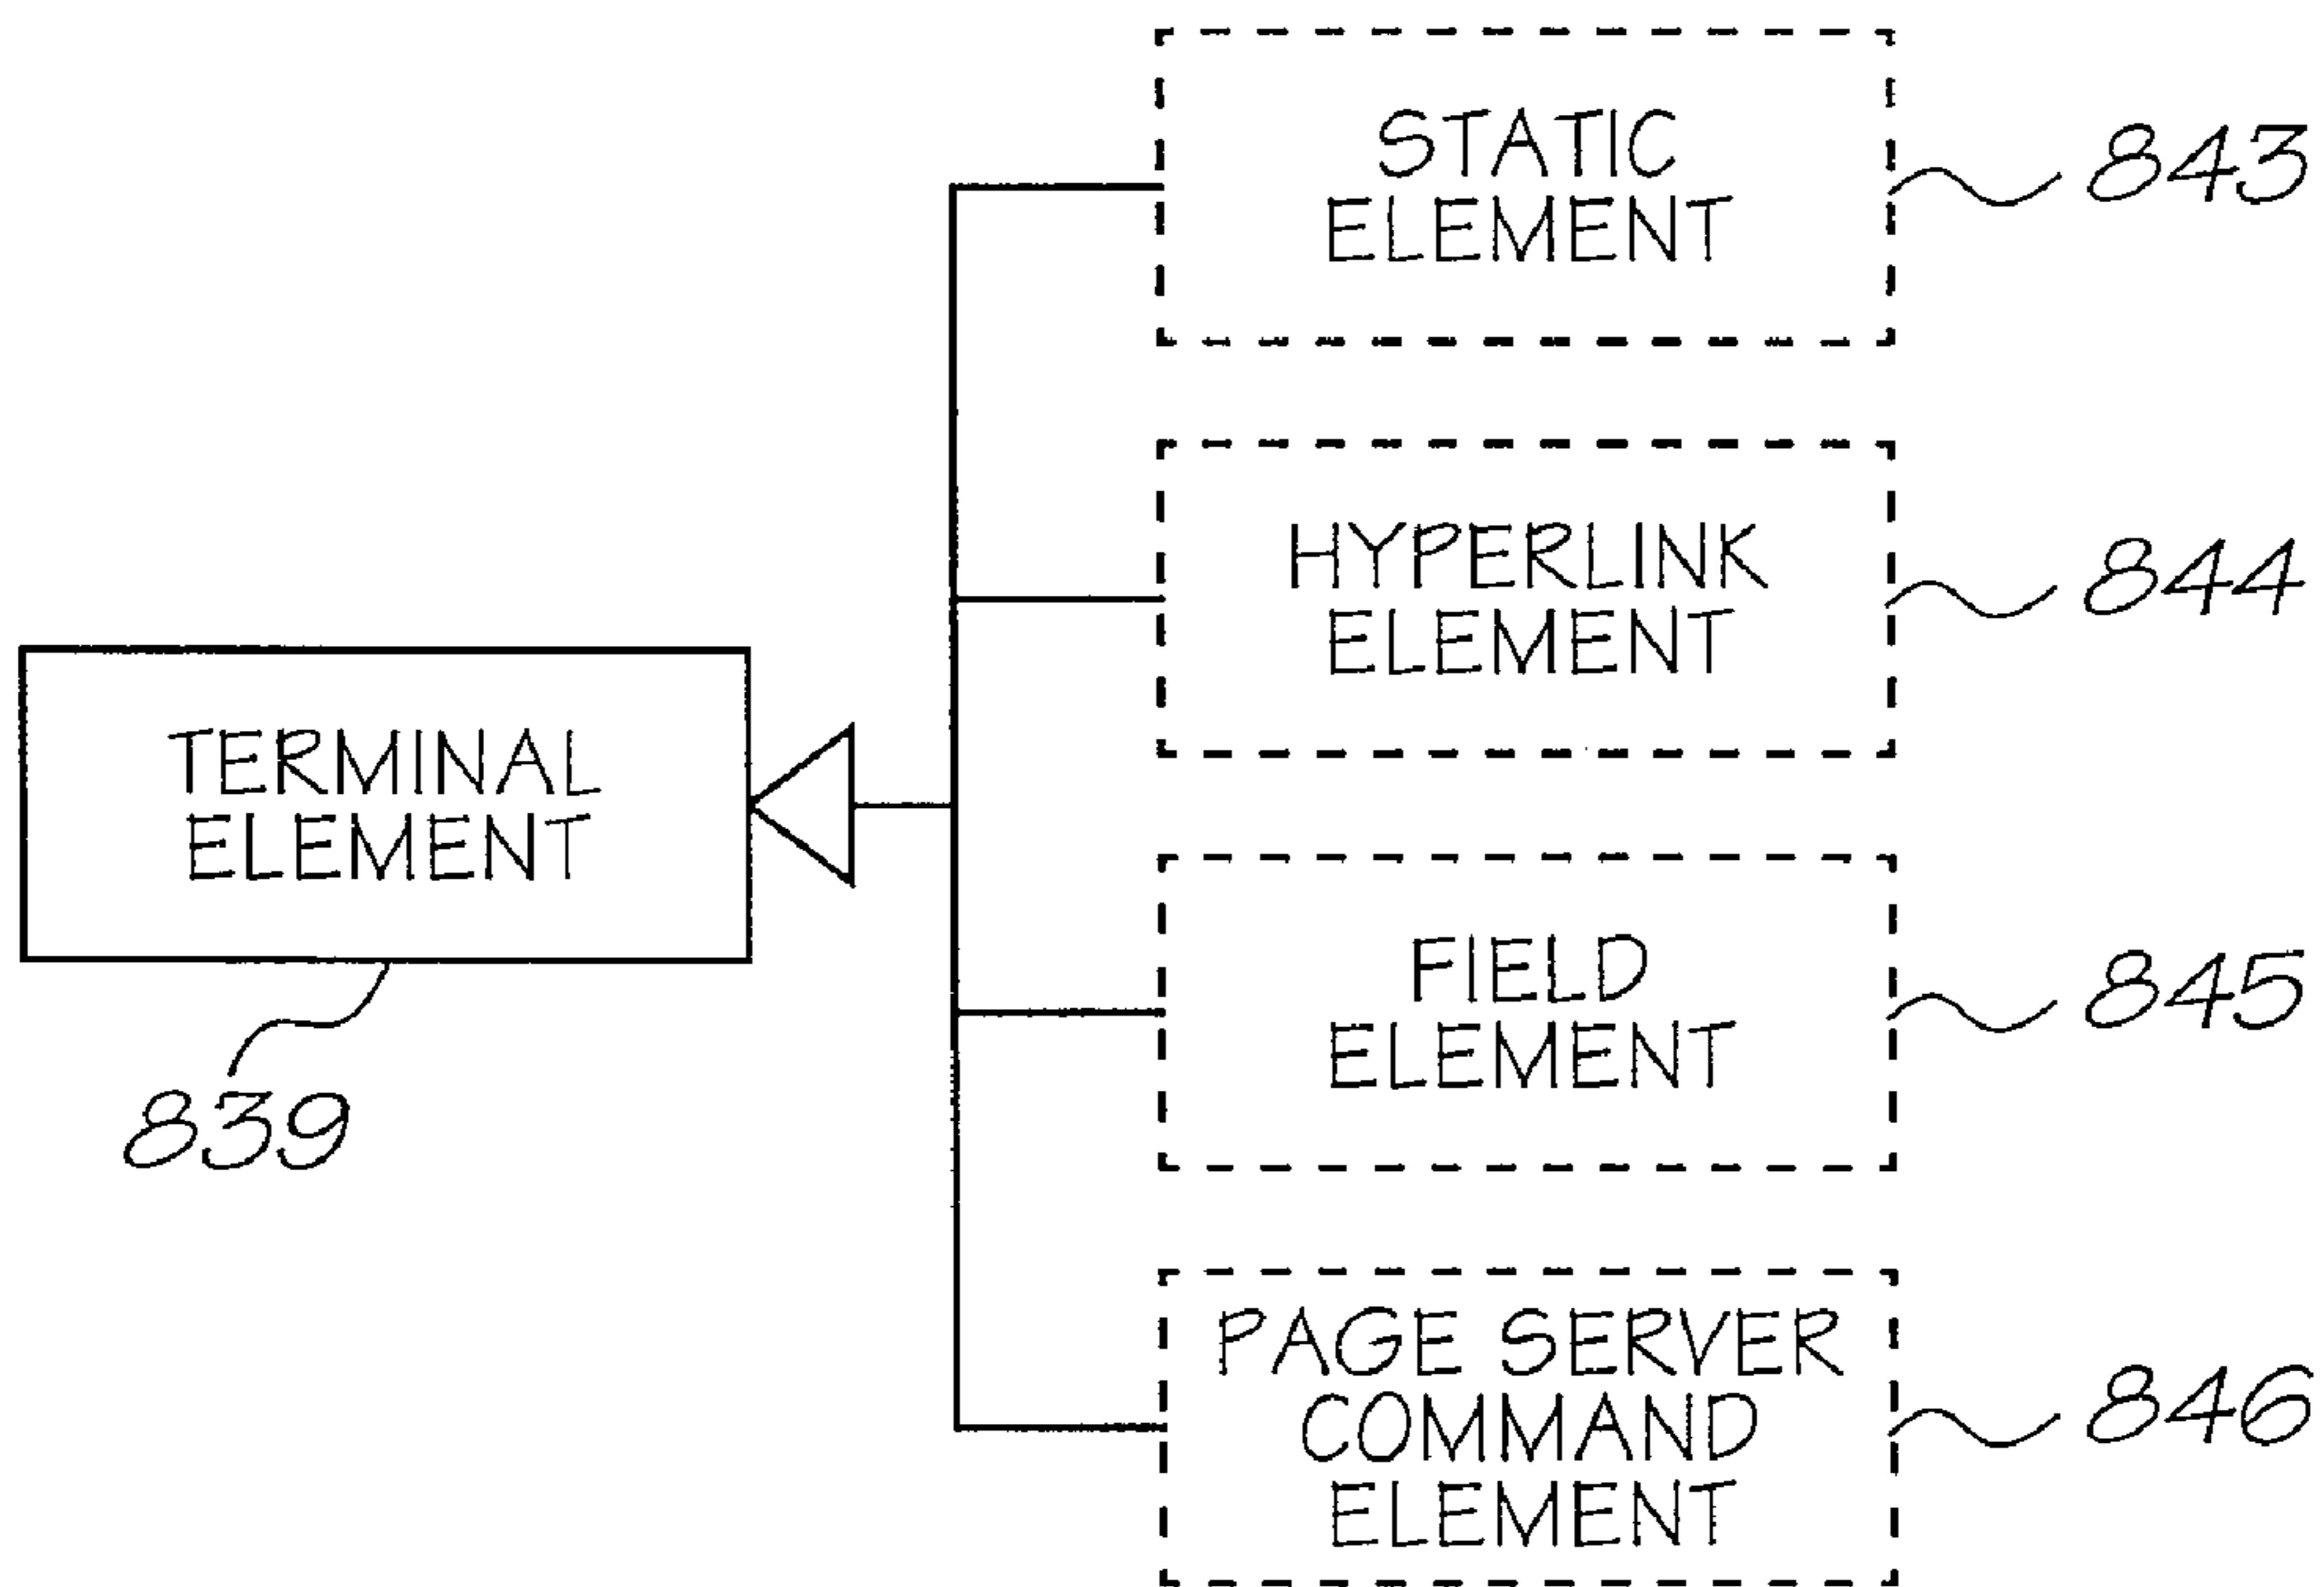 STATIC
ELEMENT
843
HYPERLINK
ELEMENT
844
TERMINAL
ELEMENT
839
FIELD
ELEMENT
845
PAGE SERVER
COMMAND
ELEMENT
846